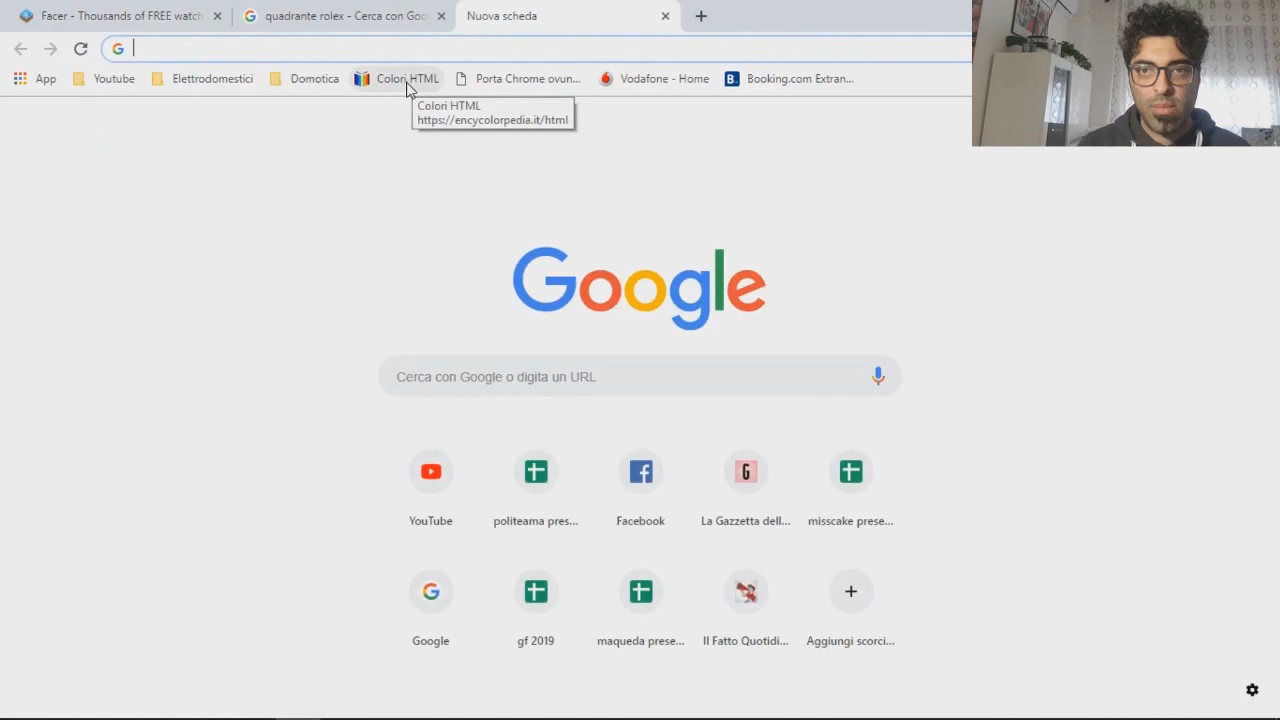 Facer - Thousands of FREE watch
quadrante rolex - Cerca con Goo
Nuova scheda
App
Youtube
Elettrodomestici
Domotica
Colori HTML
Porta Chrome ovun...
Vodafone - Home
Booking.com Extran...
Colori HTML
https://encycolorpedia.it/html
Google
Cerca con Google o digita un URL
YouTube
politeama pres...
Facebook
La Gazzetta dell...
misscake prese...
Google
gf 2019
maqueda prese...
Il Fatto Quotidi...
Aggiungi scorci...